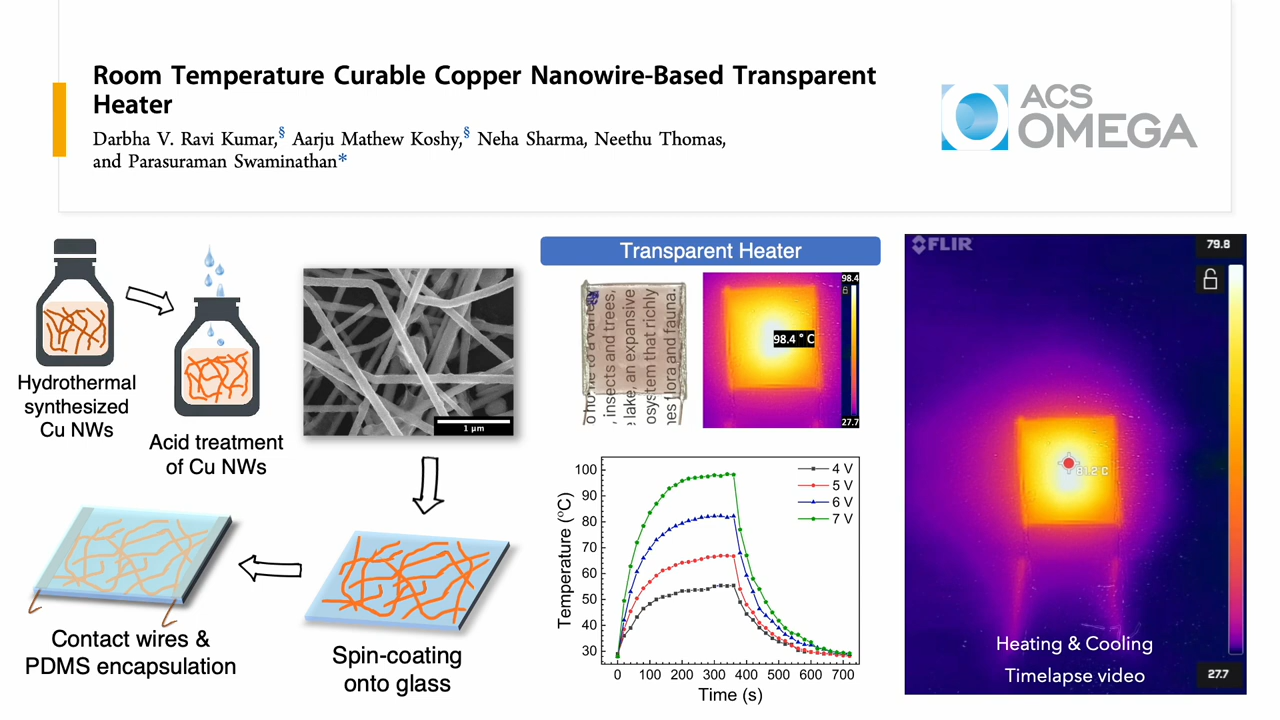 Room Temperature Curable Copper Nanowire-Based Transparent
Heater
Darbha V. Ravi Kumar,§ Aarju Mathew Koshy,§ Neha Sharma, Neethu Thomas,
and Parasuraman Swaminathan*
ACS
OMEGA
Hydrothermal
synthesized
Cu NWs
Acid treatment
of Cu NWs
1 µm
Contact wires &
PDMS encapsulation
Spin-coating
onto glass
Transparent Heater
, insects and trees,
lake, an expansive
osystem that richly
nes flora and fauna.
98.4
98.4 ° C
27.7
Temperature (°C)
100
90
80
70
60
50
40
30
4 V
5 V
6 V
7 V
0 100 200 300 400 500 600 700
Time (s)
FLIR
79.8
81.2°C
Heating & Cooling
Timelapse video
27.7